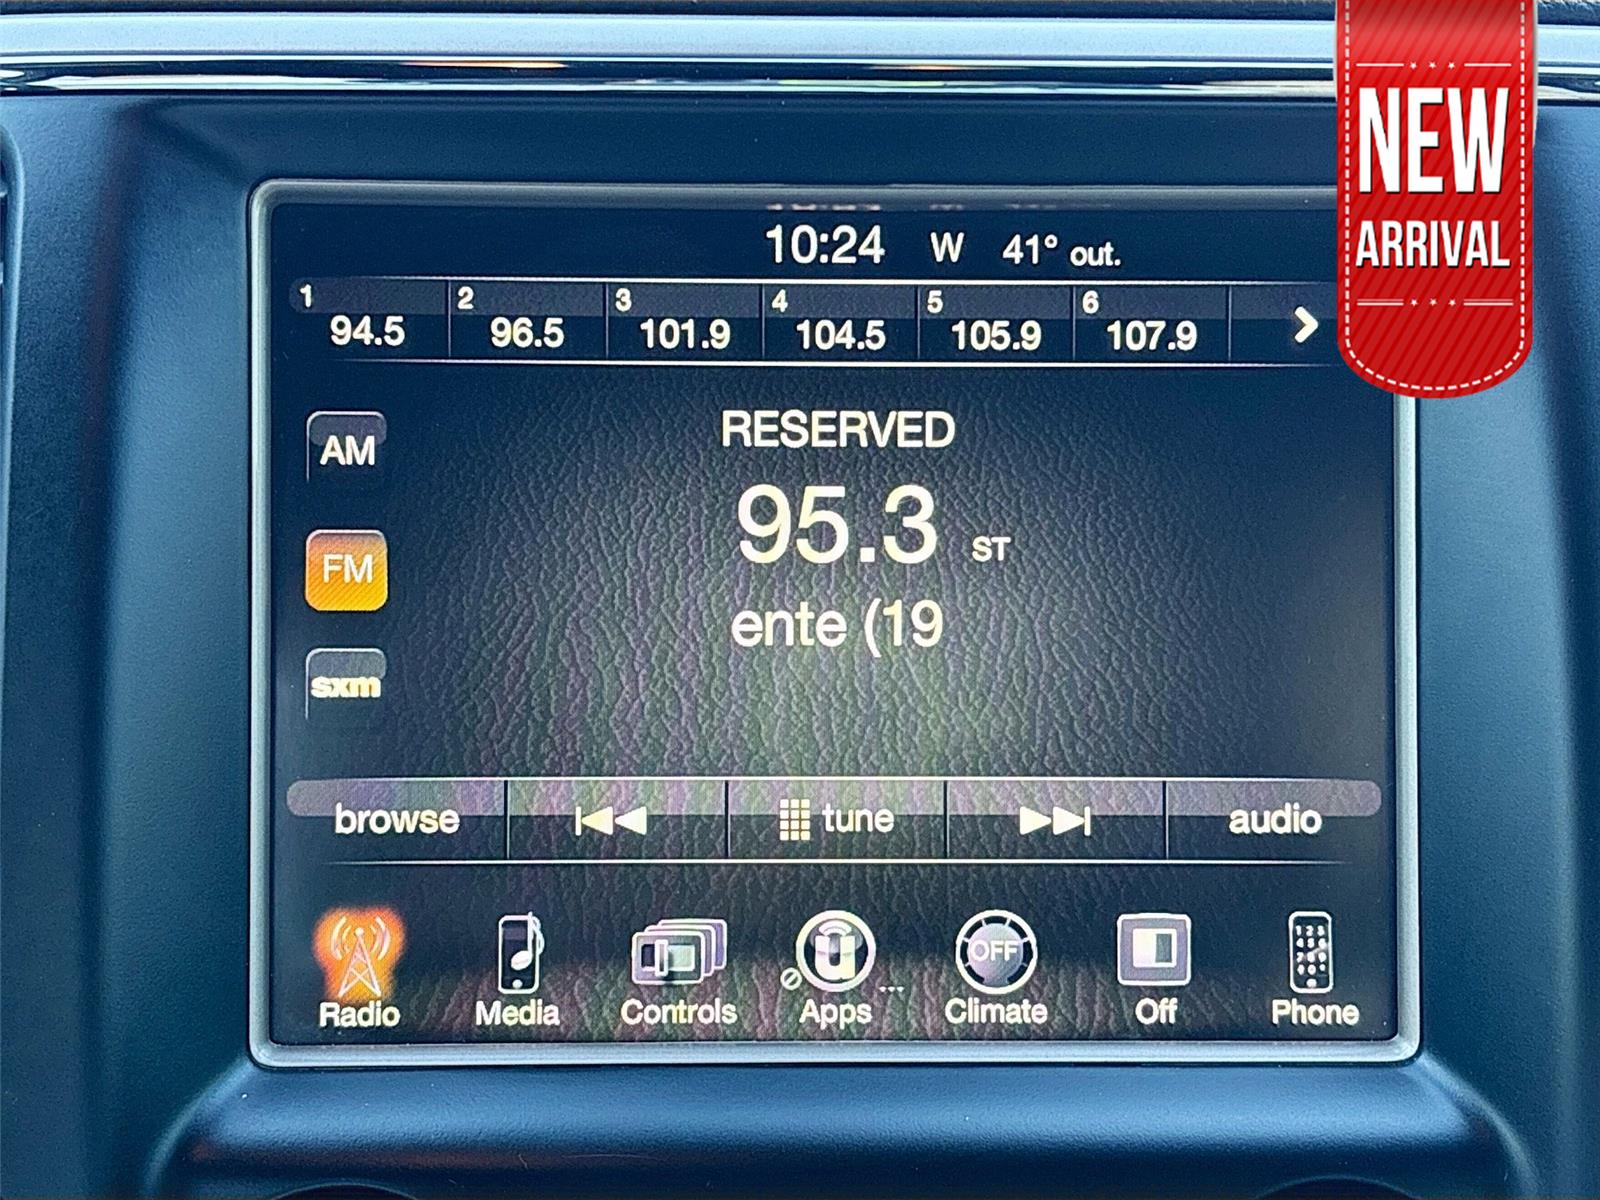 NEW
ARRIVAL
10:24 W 41° out.
1 2 3 4 5 6
94.5 96.5 101.9 104.5 105.9 107.9
AM
RESERVED
95.3 ST
FM
ente (19
sxm
browse tune audio
OFF
Radio Media Controls Apps ... Climate Off Phone